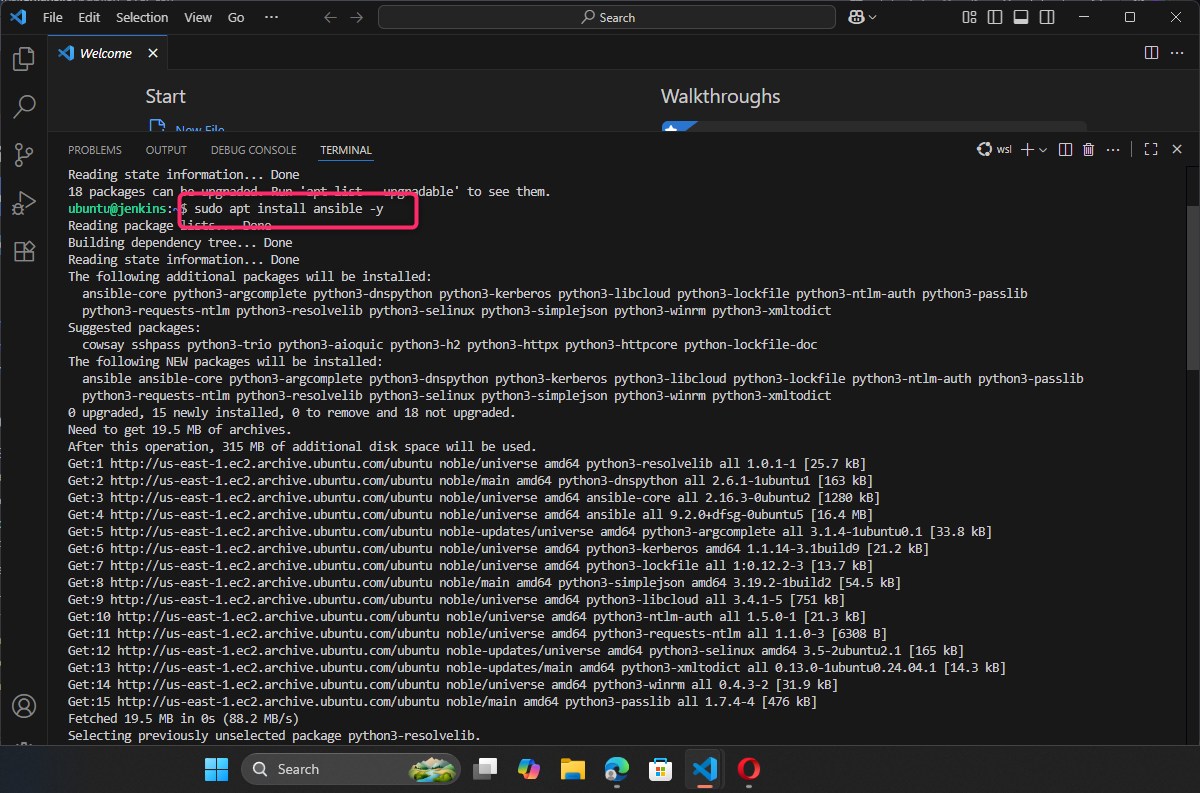 File Edit Selection View Go ··· Search
Welcome
Start
Walkthroughs
New File
PROBLEMS OUTPUT DEBUG CONSOLE TERMINAL wsl
Reading state information... Done
18 packages can be upgraded. Run 'apt list --upgradable' to see them.
ubuntu@jenkins:~$ sudo apt install ansible -y
Reading package lists... Done
Building dependency tree... Done
Reading state information... Done
The following additional packages will be installed:
ansible-core python3-argcomplete python3-dnspython python3-kerberos python3-libcloud python3-lockfile python3-ntlm-auth python3-passlib
python3-requests-ntlm python3-resolvelib python3-selinux python3-simplejson python3-winrm python3-xmltodict
Suggested packages:
cowsay sshpass python3-trio python3-aioquic python3-h2 python3-httpx python3-httpcore python-lockfile-doc
The following NEW packages will be installed:
ansible ansible-core python3-argcomplete python3-dnspython python3-kerberos python3-libcloud python3-lockfile python3-ntlm-auth python3-passlib
python3-requests-ntlm python3-resolvelib python3-selinux python3-simplejson python3-winrm python3-xmltodict
0 upgraded, 15 newly installed, 0 to remove and 18 not upgraded.
Need to get 19.5 MB of archives.
After this operation, 315 MB of additional disk space will be used.
Get:1 http://us-east-1.ec2.archive.ubuntu.com/ubuntu noble/universe amd64 python3-resolvelib all 1.0.1-1 [25.7 kB]
Get:2 http://us-east-1.ec2.archive.ubuntu.com/ubuntu noble/main amd64 python3-dnspython all 2.6.1-1ubuntu1 [163 kB]
Get:3 http://us-east-1.ec2.archive.ubuntu.com/ubuntu noble/universe amd64 ansible-core all 2.16.3-0ubuntu2 [1280 kB]
Get:4 http://us-east-1.ec2.archive.ubuntu.com/ubuntu noble/universe amd64 ansible all 9.2.0+dfsg-0ubuntu5 [16.4 MB]
Get:5 http://us-east-1.ec2.archive.ubuntu.com/ubuntu noble-updates/universe amd64 python3-argcomplete all 3.1.4-1ubuntu0.1 [33.8 kB]
Get:6 http://us-east-1.ec2.archive.ubuntu.com/ubuntu noble/universe amd64 python3-kerberos amd64 1.1.14-3.1build9 [21.2 kB]
Get:7 http://us-east-1.ec2.archive.ubuntu.com/ubuntu noble/universe amd64 python3-lockfile all 1:0.12.2-3 [13.7 kB]
Get:8 http://us-east-1.ec2.archive.ubuntu.com/ubuntu noble/main amd64 python3-simplejson amd64 3.19.2-1build2 [54.5 kB]
Get:9 http://us-east-1.ec2.archive.ubuntu.com/ubuntu noble/universe amd64 python3-libcloud all 3.4.1-5 [751 kB]
Get:10 http://us-east-1.ec2.archive.ubuntu.com/ubuntu noble/universe amd64 python3-ntlm-auth all 1.5.0-1 [21.3 kB]
Get:11 http://us-east-1.ec2.archive.ubuntu.com/ubuntu noble/universe amd64 python3-requests-ntlm all 1.1.0-3 [6308 B]
Get:12 http://us-east-1.ec2.archive.ubuntu.com/ubuntu noble-updates/universe amd64 python3-selinux amd64 3.5-2ubuntu2.1 [165 kB]
Get:13 http://us-east-1.ec2.archive.ubuntu.com/ubuntu noble-updates/main amd64 python3-xmltodict all 0.13.0-1ubuntu0.24.04.1 [14.3 kB]
Get:14 http://us-east-1.ec2.archive.ubuntu.com/ubuntu noble/universe amd64 python3-winrm all 0.4.3-2 [31.9 kB]
Get:15 http://us-east-1.ec2.archive.ubuntu.com/ubuntu noble/main amd64 python3-passlib all 1.7.4-4 [476 kB]
Fetched 19.5 MB in 0s (88.2 MB/s)
Selecting previously unselected package python3-resolvelib.
Search